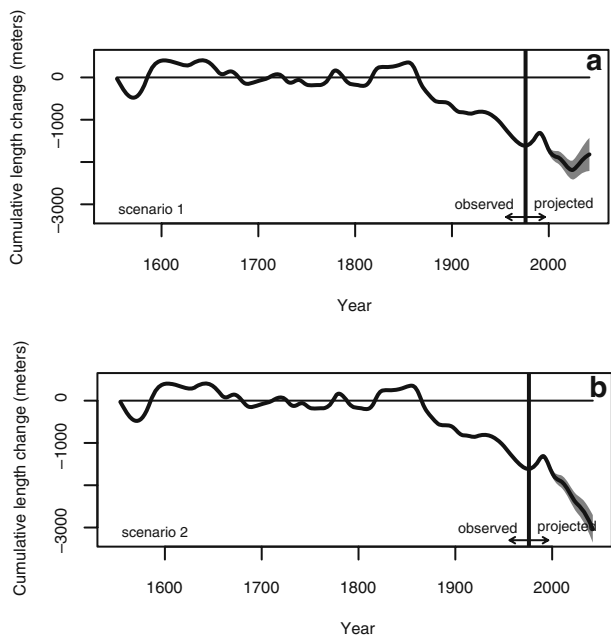 a
Cumulative length change (meters)
0
−1000
−3000
scenario 1
observed
projected
1600 1700 1800 1900 2000
Year
b
Cumulative length change (meters)
0
−1000
−3000
scenario 2
observed
projected
1600 1700 1800 1900 2000
Year